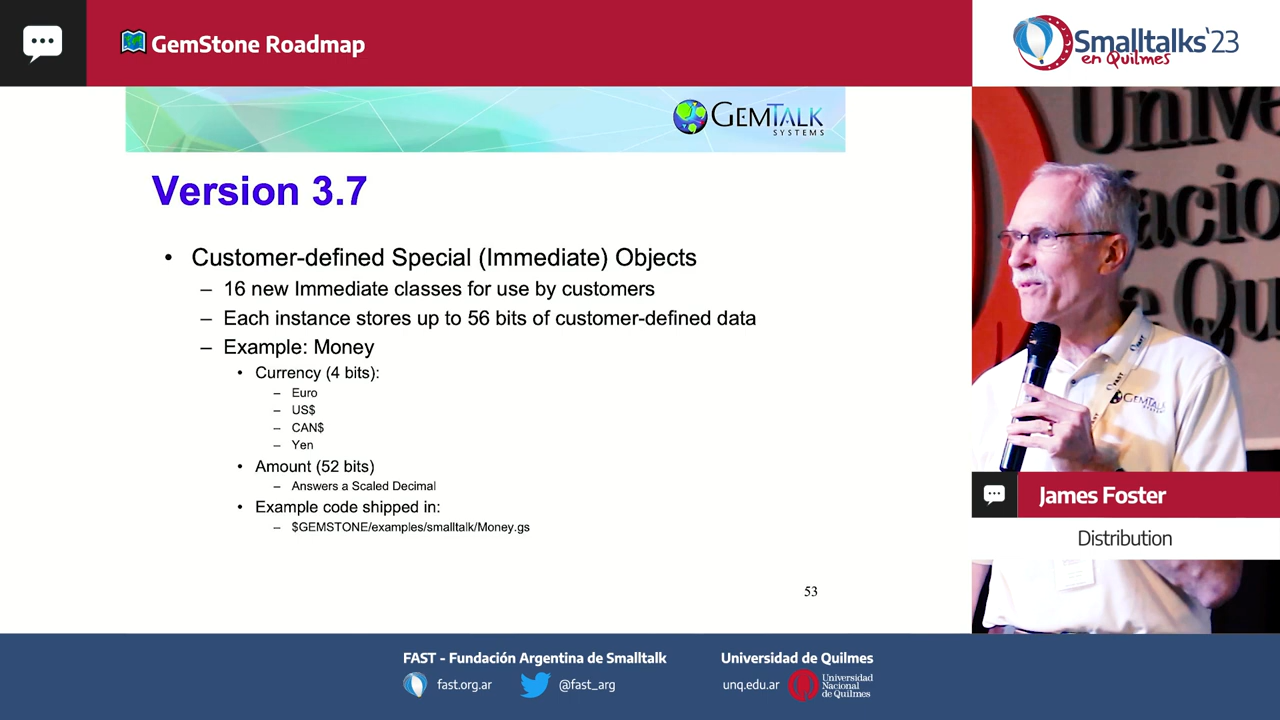 GemStone Roadmap
Smalltalks'23
en Quilmes
GEMTALK
SYSTEMS
Version 3.7
• Customer-defined Special (Immediate) Objects
– 16 new Immediate classes for use by customers
– Each instance stores up to 56 bits of customer-defined data
– Example: Money
• Currency (4 bits):
– Euro
– US$
– CAN$
– Yen
• Amount (52 bits)
– Answers a Scaled Decimal
• Example code shipped in:
– $GEMSTONE/examples/smalltalk/Money.gs
53
FAST
GEMTALK
James Foster
Distribution
FAST - Fundación Argentina de Smalltalk
fast.org.ar
@fast_arg
Universidad de Quilmes
unq.edu.ar
Universidad
Nacional
de Quilmes